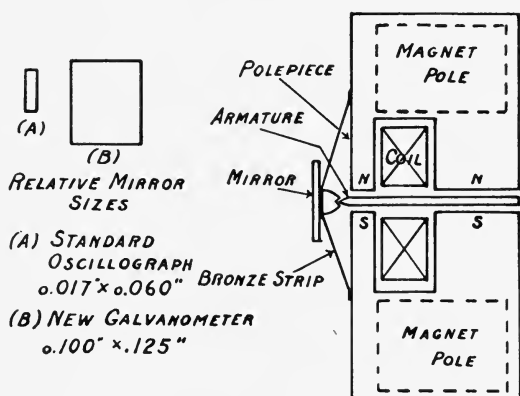 (A)
(B)
RELATIVE MIRROR
SIZES
(A) STANDARD
OSCILLOGRAPH
0.017" x 0.060"
(B) NEW GALVANOMETER
0.100" x .125"
POLEPIECE
ARMATURE
MIRROR
BRONZE STRIP
MAGNET
POLE
COIL
N
N
S
S
MAGNET
POLE